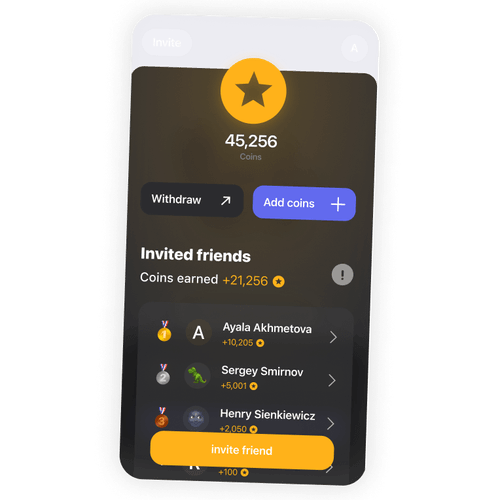 Invite
A
45,256
Coins
Withdraw
Add coins
Invited friends
Coins earned +21,256
!
1
A
Ayala Akhmetova
+10,205
2
Sergey Smirnov
+5,001
3
Henry Sienkiewicz
+2,050
invite friend
+100